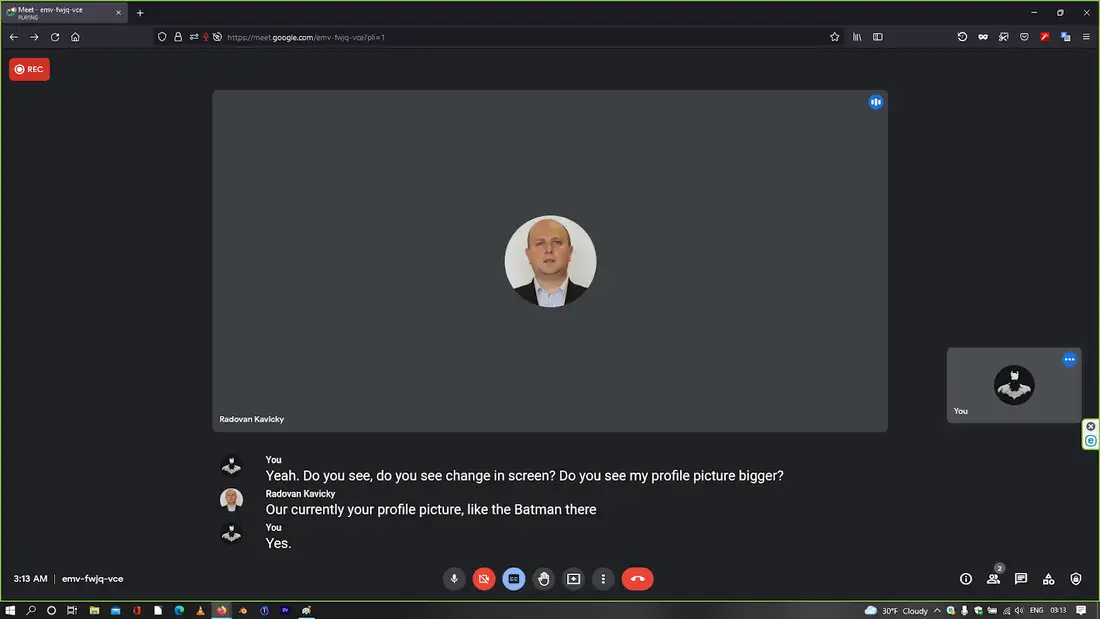 Meet - emv-fwjq-vce
PLAYING
https://meet.google.com/emv-fwjq-vce?pli=1
REC
Radovan Kavicky
You
You
Yeah. Do you see, do you see change in screen? Do you see my profile picture bigger?
Radovan Kavicky
Our currently your profile picture, like the Batman there
You
Yes.
3:13 AM | emv-fwjq-vce
2
30°F Cloudy
ENG
03:13